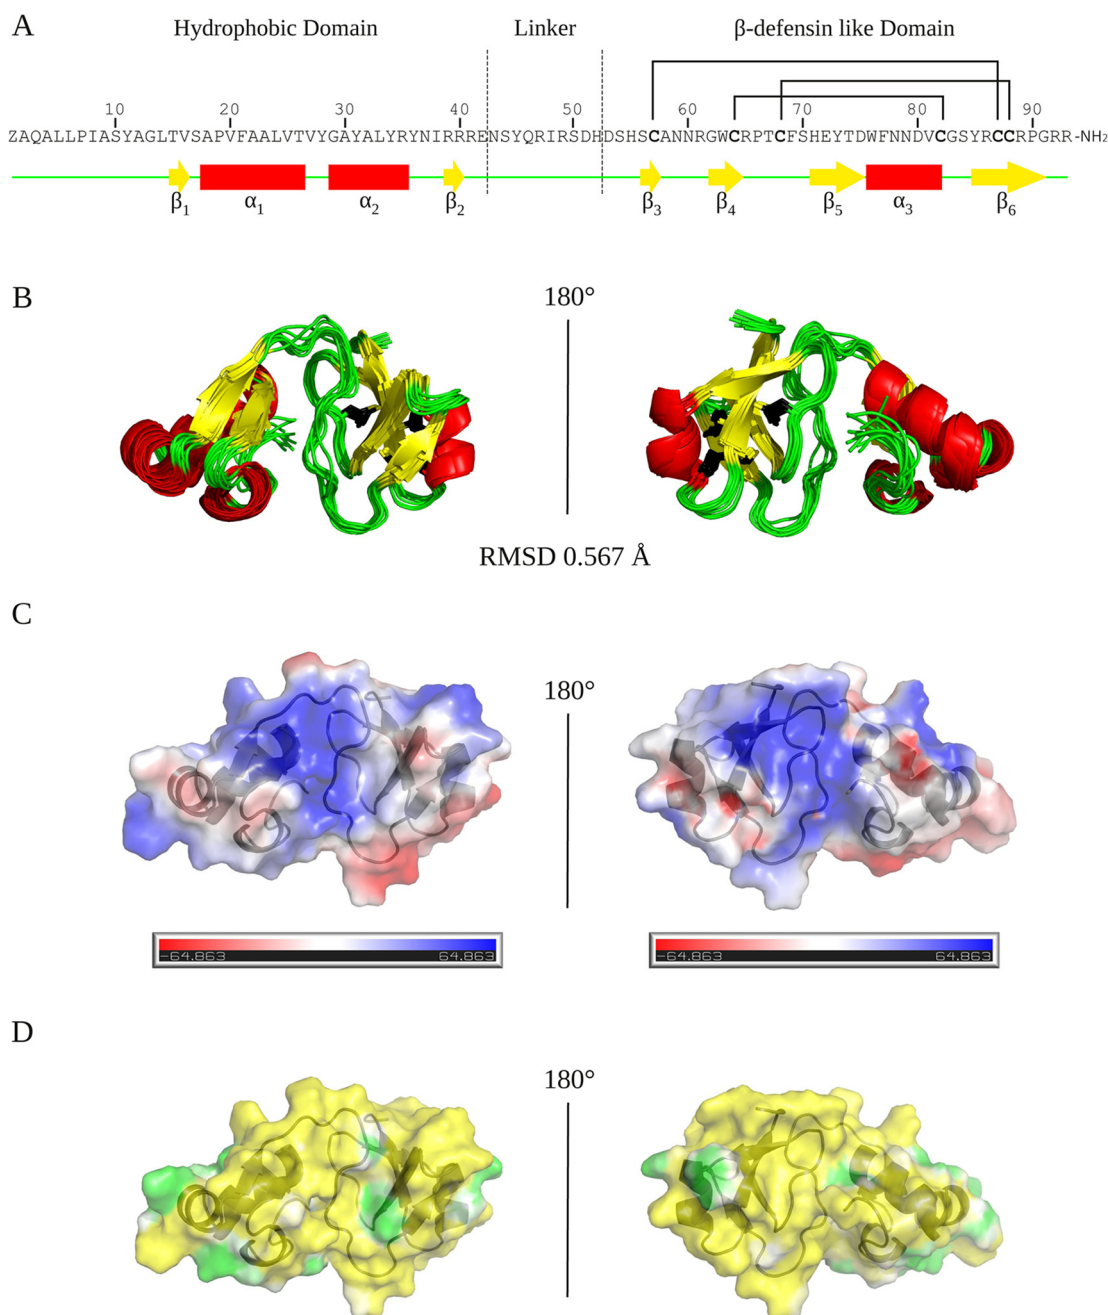 A
Hydrophobic Domain Linker β-defensin like Domain
10 20 30 40 50 60 70 80 90
ZAQALLPIASYAGLTVSAPVFAALVTVYGAYALYRYNIRRRENSYQRIRSDHDSHSCANNRGWCRPTCFSHEYTDWFNNDVCGSYRCCRPGRR-NH₂
β₁ α₁ α₂ β₂ β₃ β₄ β₅ α₃ β₆
B
180°
RMSD 0.567 Å
C
180°
-64.863 64.863 -64.863 64.863
D
180°